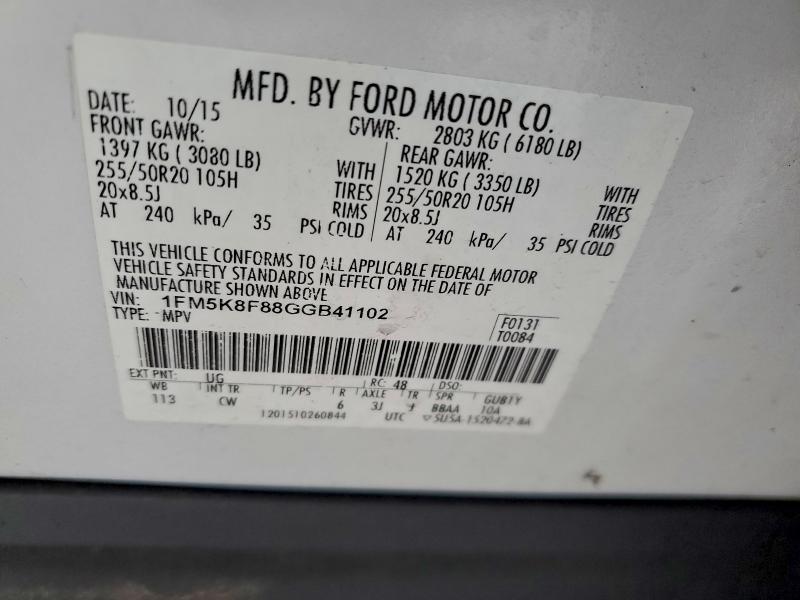 MFD. BY FORD MOTOR CO.
DATE: 10/15 GVWR: 2803 KG ( 6180 LB)
FRONT GAWR: REAR GAWR:
1397 KG ( 3080 LB) WITH 1520 KG ( 3350 LB) WITH
255/50R20 105H TIRES 255/50R20 105H TIRES
20x8.5J RIMS 20x8.5J RIMS
AT 240 kPa/ 35 PSI COLD AT 240 kPa/ 35 PSI COLD
THIS VEHICLE CONFORMS TO ALL APPLICABLE FEDERAL MOTOR
VEHICLE SAFETY STANDARDS IN EFFECT ON THE DATE OF
MANUFACTURE SHOWN ABOVE
VIN: 1FM5K8F88GGB41102 F0131
TYPE: MPV T0084
EXT PNT: UG RC: 48 DSO:
WB INT TR TP/PS R AXLE TR SPR GUB1Y
113 CW 6 3J BBAA 10A
1201510260844 UTC ▽5U5A-1520472-BA